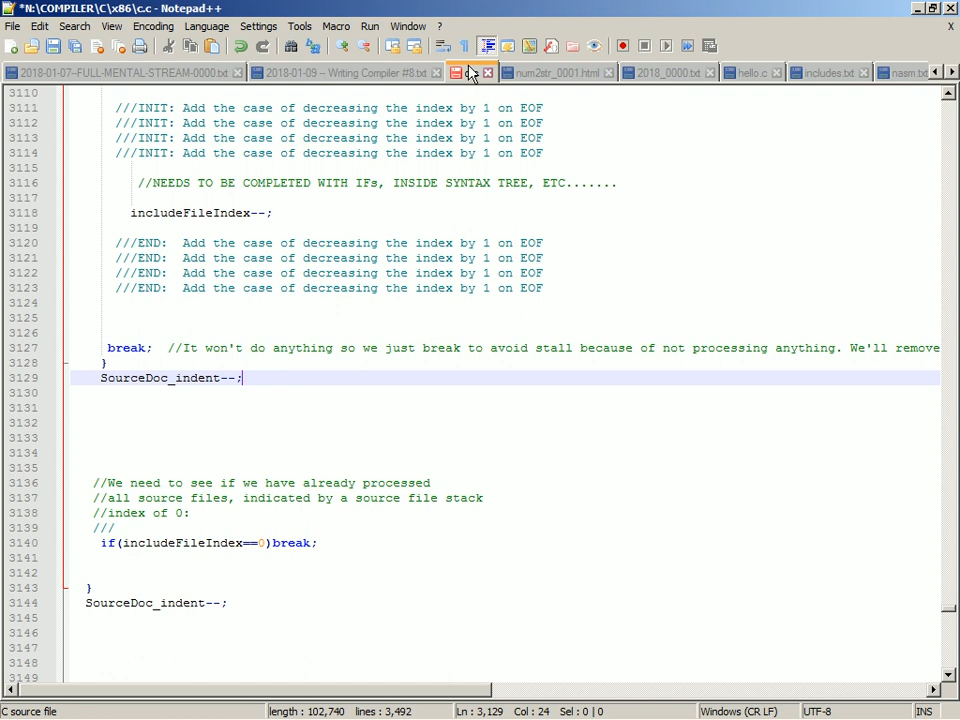 *N:\COMPILER\C\x86\c.c - Notepad++
File Edit Search View Encoding Language Settings Tools Macro Run Window ? X
2018-01-07-FULL-MENTAL-STREAM-0000.txt 2018-01-09 -- Writing Compiler #8.txt num2str_0001.html 2018_0000.txt hello.c includes.txt nasm.txt
3110
3111 ///INIT: Add the case of decreasing the index by 1 on EOF
3112 ///INIT: Add the case of decreasing the index by 1 on EOF
3113 ///INIT: Add the case of decreasing the index by 1 on EOF
3114 ///INIT: Add the case of decreasing the index by 1 on EOF
3115
3116 //NEEDS TO BE COMPLETED WITH IFs, INSIDE SYNTAX TREE, ETC.......
3117
3118 includeFileIndex--;
3119
3120 ///END: Add the case of decreasing the index by 1 on EOF
3121 ///END: Add the case of decreasing the index by 1 on EOF
3122 ///END: Add the case of decreasing the index by 1 on EOF
3123 ///END: Add the case of decreasing the index by 1 on EOF
3124
3125
3126
3127 break; //It won't do anything so we just break to avoid stall because of not processing anything. We'll remove
3128 }
3129 SourceDoc_indent--;
3130
3131
3132
3133
3134
3135
3136 //We need to see if we have already processed
3137 //all source files, indicated by a source file stack
3138 //index of 0:
3139 ///
3140 if(includeFileIndex==0)break;
3141
3142
3143 }
3144 SourceDoc_indent--;
3145
3146
3147
3148
3149
C source file length : 102,740 lines : 3,492 Ln : 3,129 Col : 24 Sel : 0 | 0 Windows (CR LF) UTF-8 INS